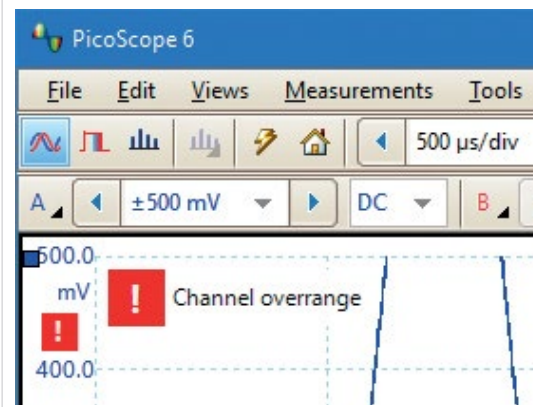 PicoScope 6
File Edit Views Measurements Tools
500 µs/div
A ±500 mV DC B
500.0
mV
! Channel overrange
!
400.0